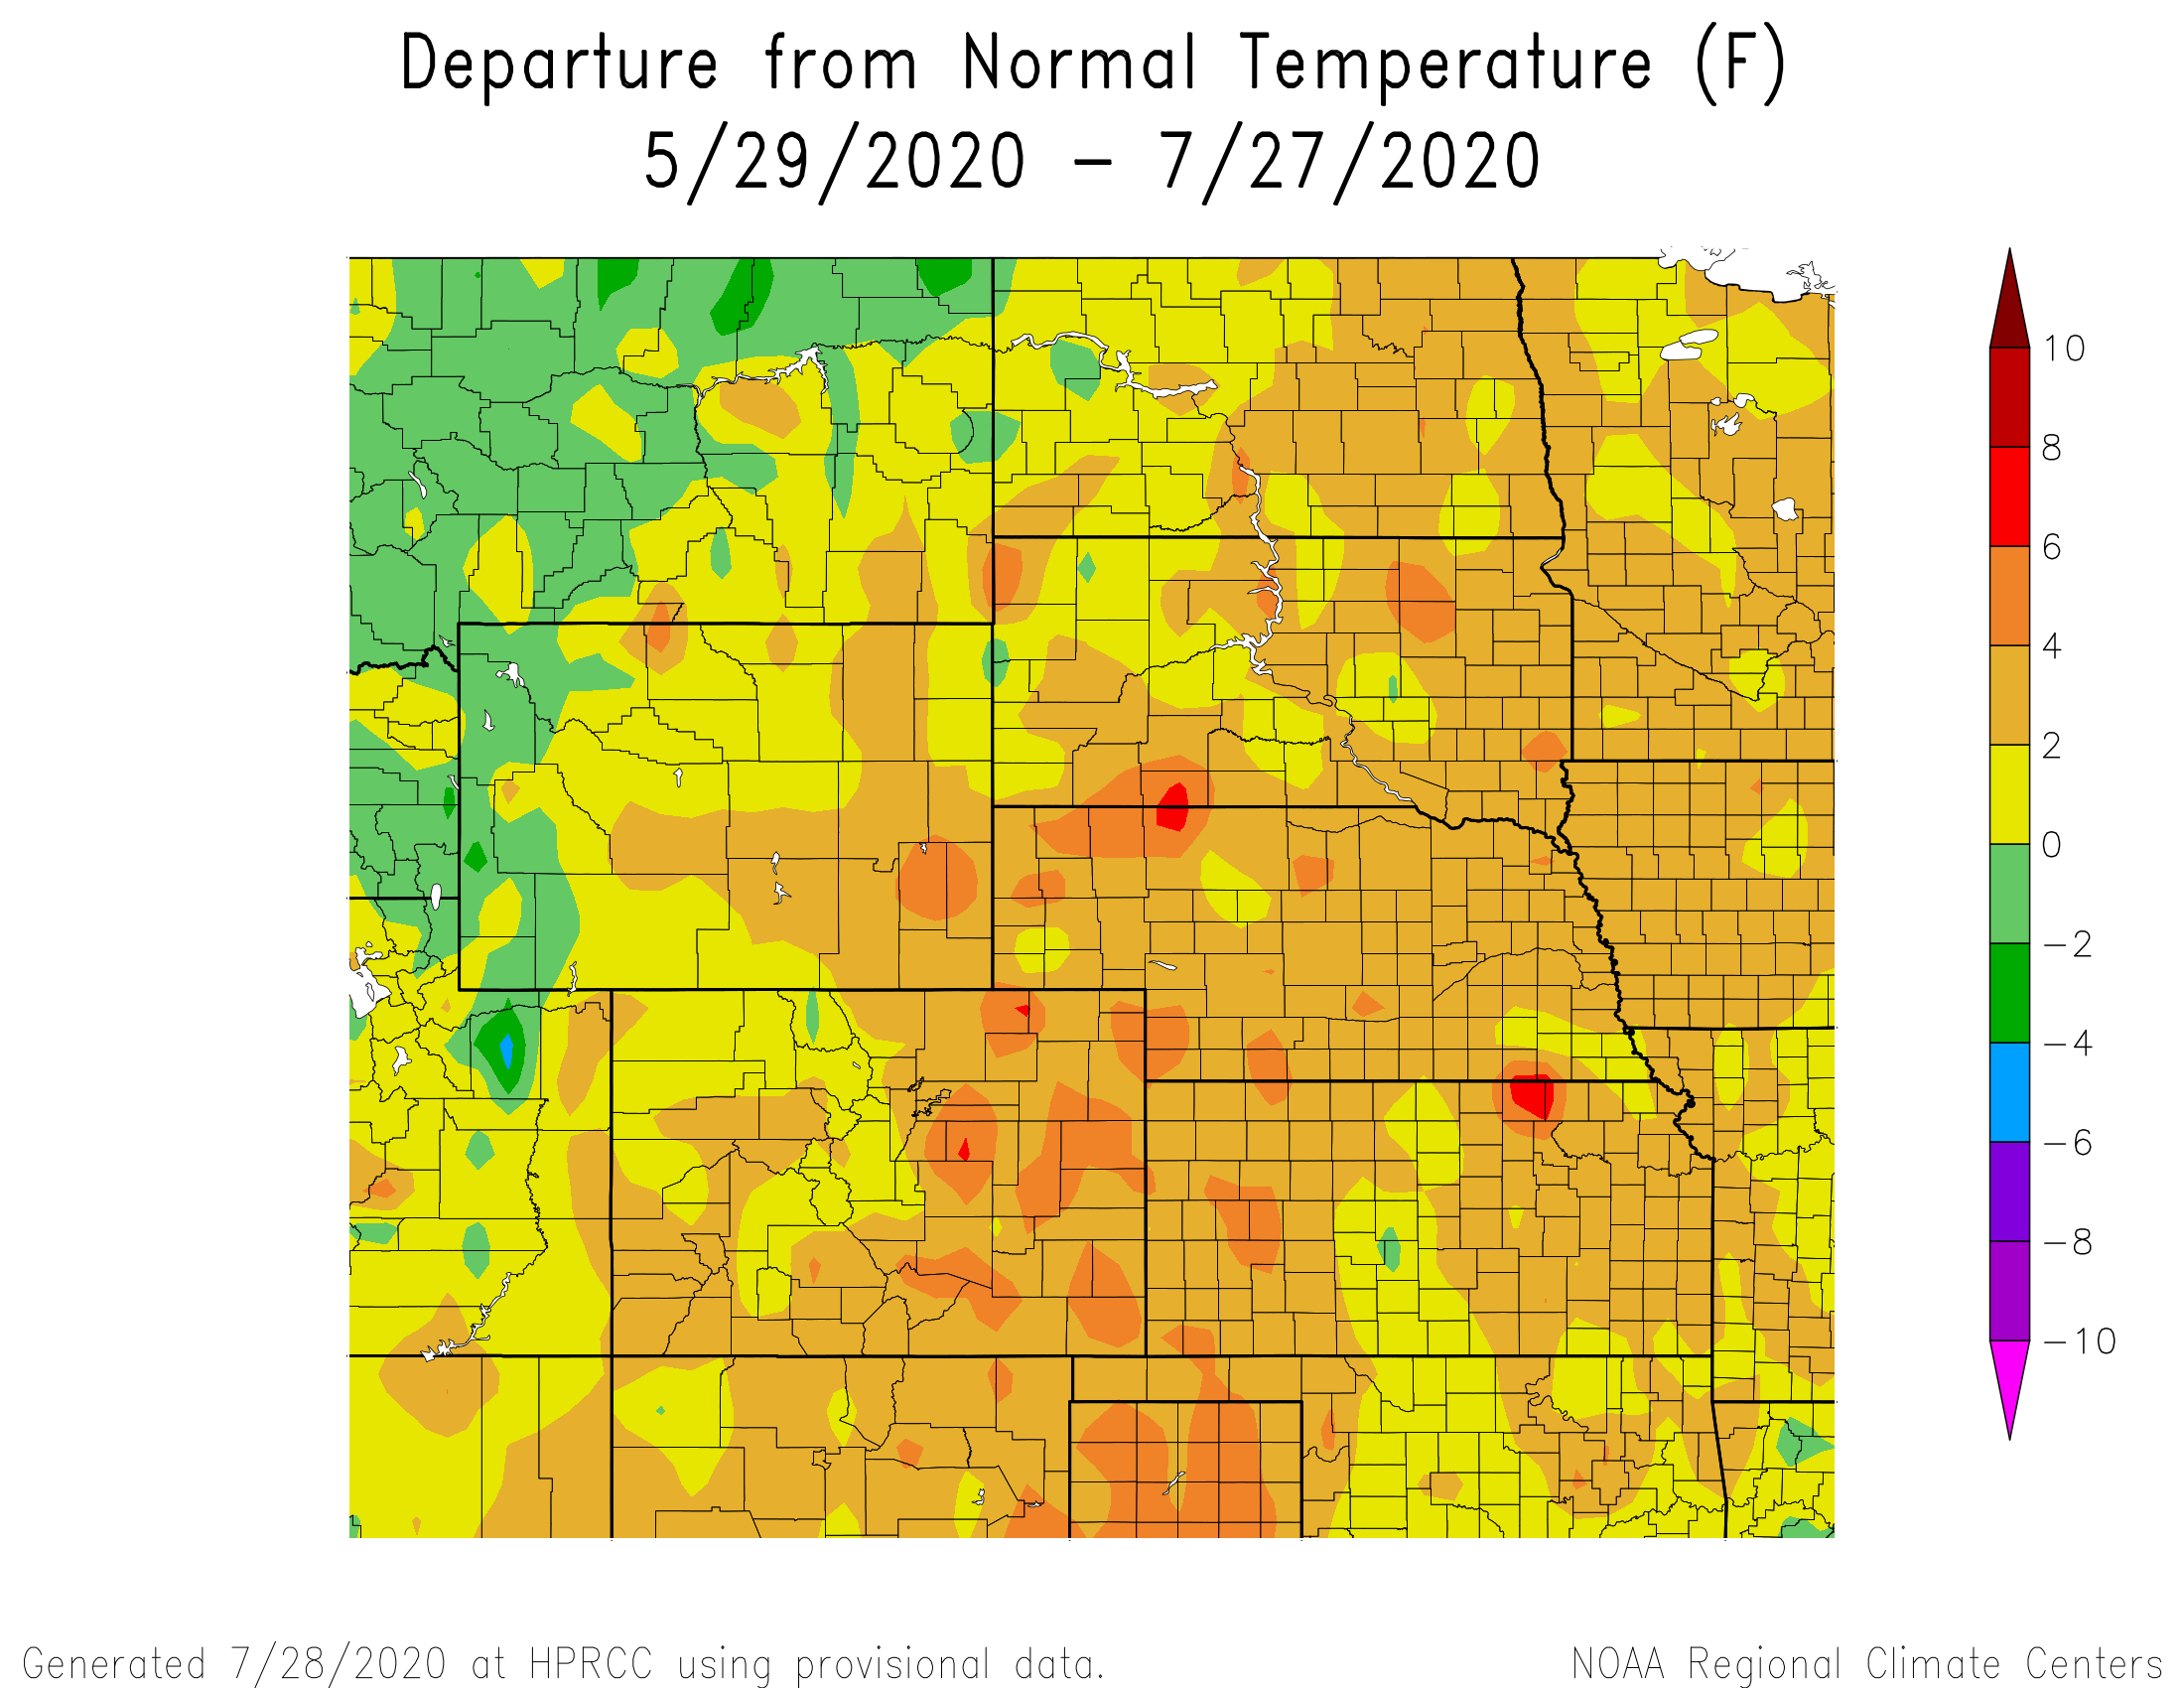 Departure from Normal Temperature (F)
5/29/2020 – 7/27/2020
10
8
6
4
2
0
−2
−4
−6
−8
−10
Generated 7/28/2020 at HPRCC using provisional data.
NOAA Regional Climate Centers